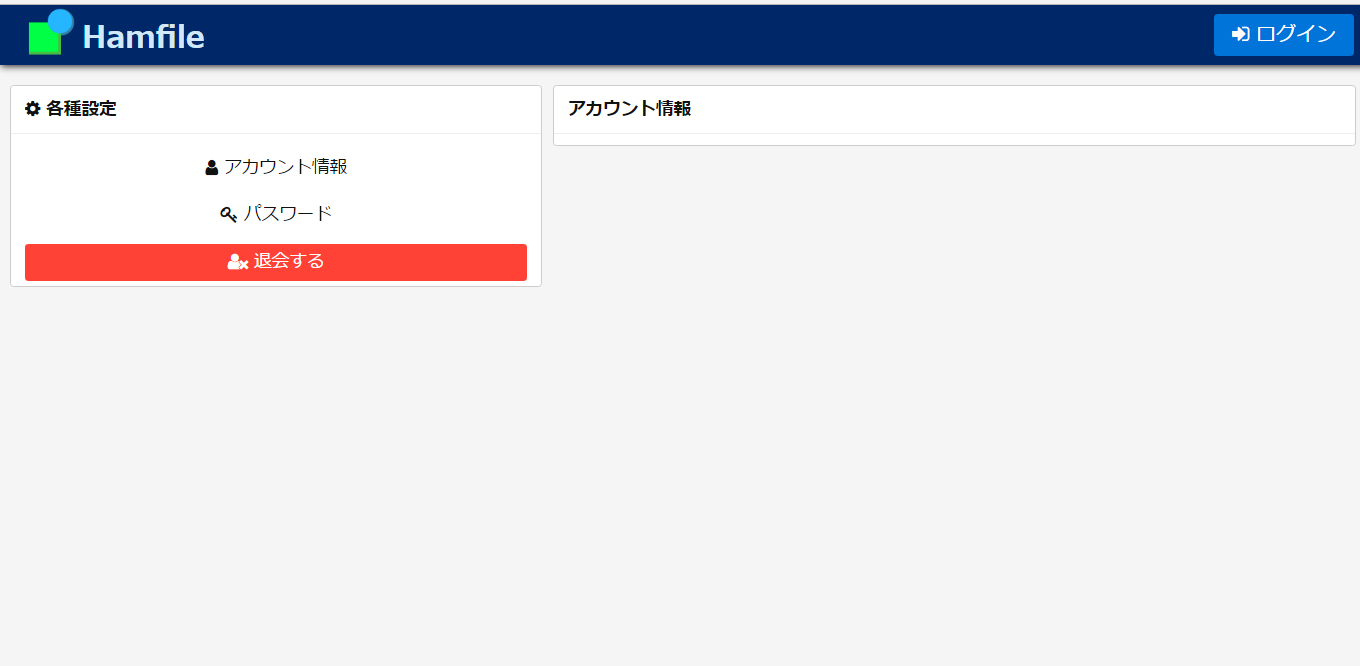 Hamfile
ログイン
各種設定
アカウント情報
パスワード
退会する
アカウント情報